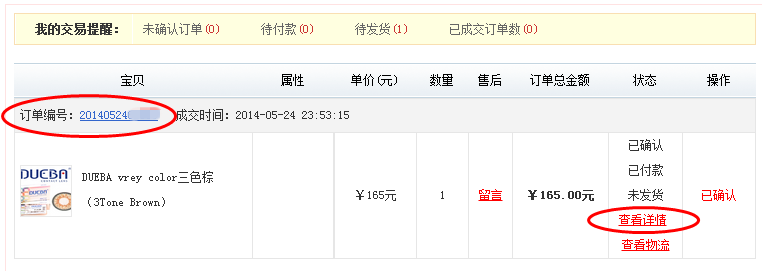 我的交易提醒： 未确认订单(0) 待付款(0) 待发货(1) 已成交订单数(0)
宝贝 属性 单价(元) 数量 售后 订单总金额 状态 操作
订单编号：20140524 成交时间：2014-05-24 23:53:15
DUEBA
DUEBA vrey color三色棕
(3Tone Brown)
￥165元
1
留言
￥165.00元
已确认
已付款
未发货
查看详情
查看物流
已确认